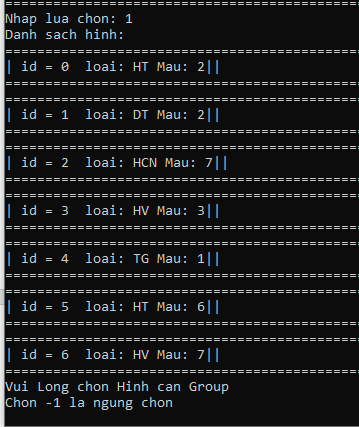 ============================================
Nhap lua chon: 1
Danh sach hinh:
============================================
| id = 0  loai: HT Mau: 2||
============================================
============================================
| id = 1  loai: DT Mau: 2||
============================================
============================================
| id = 2  loai: HCN Mau: 7||
============================================
============================================
| id = 3  loai: HV Mau: 3||
============================================
============================================
| id = 4  loai: TG Mau: 1||
============================================
============================================
| id = 5  loai: HT Mau: 6||
============================================
============================================
| id = 6  loai: HV Mau: 7||
============================================
Vui Long chon Hinh can Group
Chon -1 la ngung chon